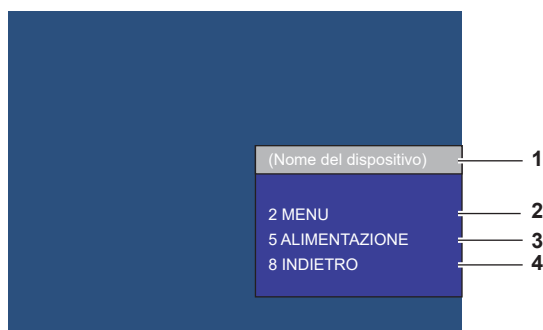 (Nome del dispositivo)
1
2 MENU
2
5 ALIMENTAZIONE
3
8 INDIETRO
4